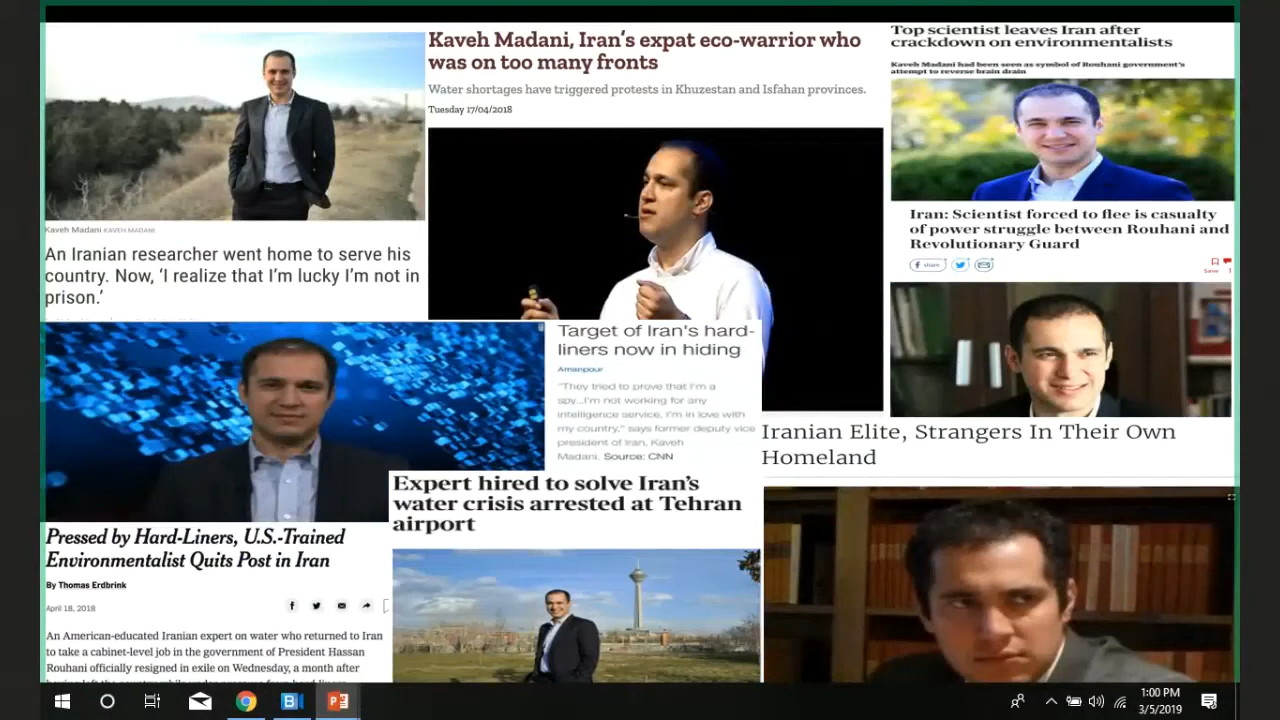 Kaveh Madani, Iran's expat eco-warrior who
was on too many fronts
Water shortages have triggered protests in Khuzestan and Isfahan provinces.
Tuesday 17/04/2018
Top scientist leaves Iran after
crackdown on environmentalists
Kaveh Madani had been seen as symbol of Rouhani government's
attempt to reverse brain drain
Kaveh Madani KAVEH MADANI
An Iranian researcher went home to serve his
country. Now, 'I realize that I'm lucky I'm not in
prison.'
Iran: Scientist forced to flee is casualty
of power struggle between Rouhani and
Revolutionary Guard
share
Save
Target of Iran's hard-
liners now in hiding
Amanpour
"They tried to prove that I'm a
spy...I'm not working for any
intelligence service, I'm in love with
my country," says former deputy vice
president of Iran, Kaveh
Madani. Source: CNN
Iranian Elite, Strangers In Their Own
Homeland
Expert hired to solve Iran's
water crisis arrested at Tehran
airport
Pressed by Hard-Liners, U.S.-Trained
Environmentalist Quits Post in Iran
By Thomas Erdbrink
April 18, 2018
An American-educated Iranian expert on water who returned to Iran
to take a cabinet-level job in the government of President Hassan
Rouhani officially resigned in exile on Wednesday, a month after
1:00 PM
3/5/2019